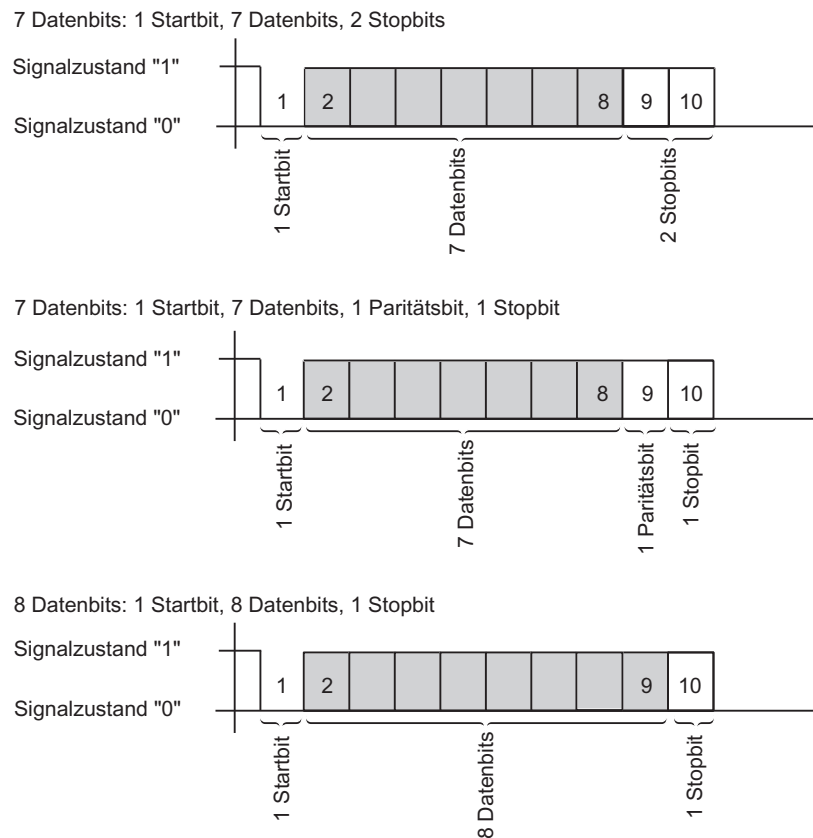 7 Datenbits: 1 Startbit, 7 Datenbits, 2 Stopbits
Signalzustand "1"
1 2 8 9 10
Signalzustand "0"
1 Startbit
7 Datenbits
2 Stopbits
7 Datenbits: 1 Startbit, 7 Datenbits, 1 Paritätsbit, 1 Stopbit
Signalzustand "1"
1 2 8 9 10
Signalzustand "0"
1 Startbit
7 Datenbits
1 Paritätsbit
1 Stopbit
8 Datenbits: 1 Startbit, 8 Datenbits, 1 Stopbit
Signalzustand "1"
1 2 9 10
Signalzustand "0"
1 Startbit
8 Datenbits
1 Stopbit